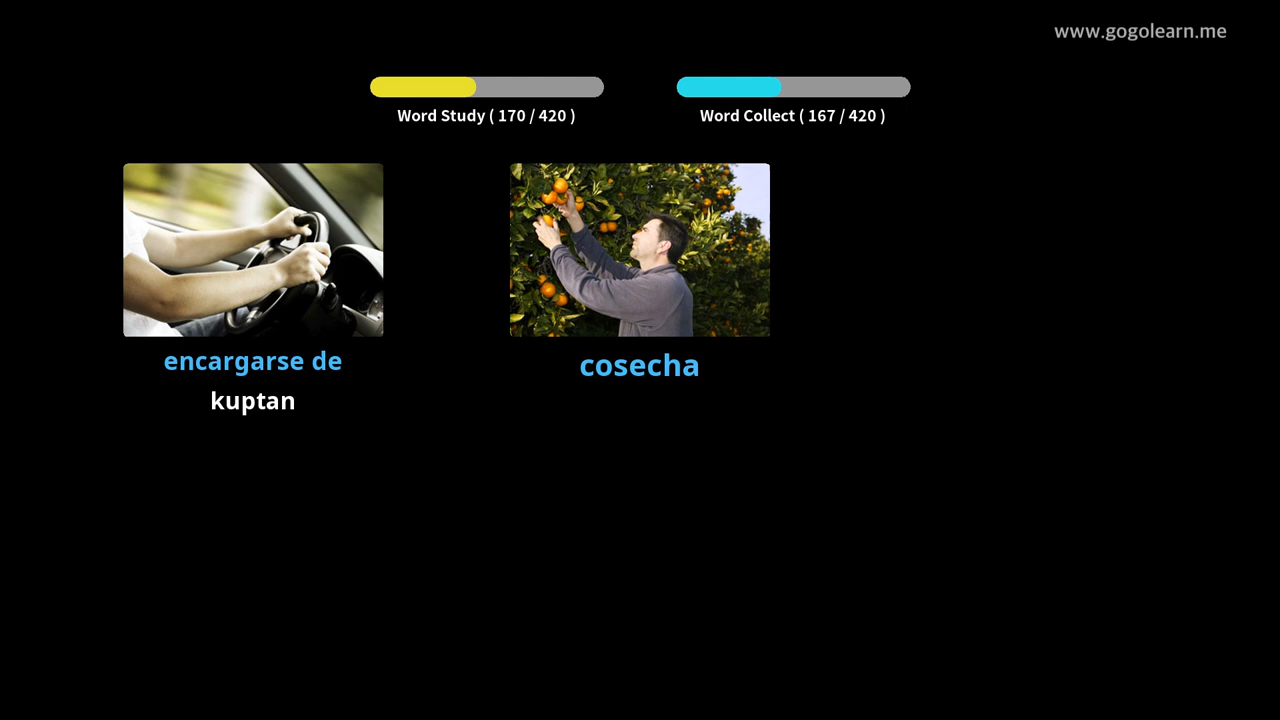 www.gogolearn.me
Word Study ( 170 / 420 )
Word Collect ( 167 / 420 )
encargarse de
kuptan
cosecha